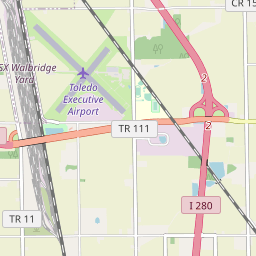 CR 15
SX Walbridge
Yard
2
Toledo
Executive
Airport
TR 111
2
I 280
TR 11